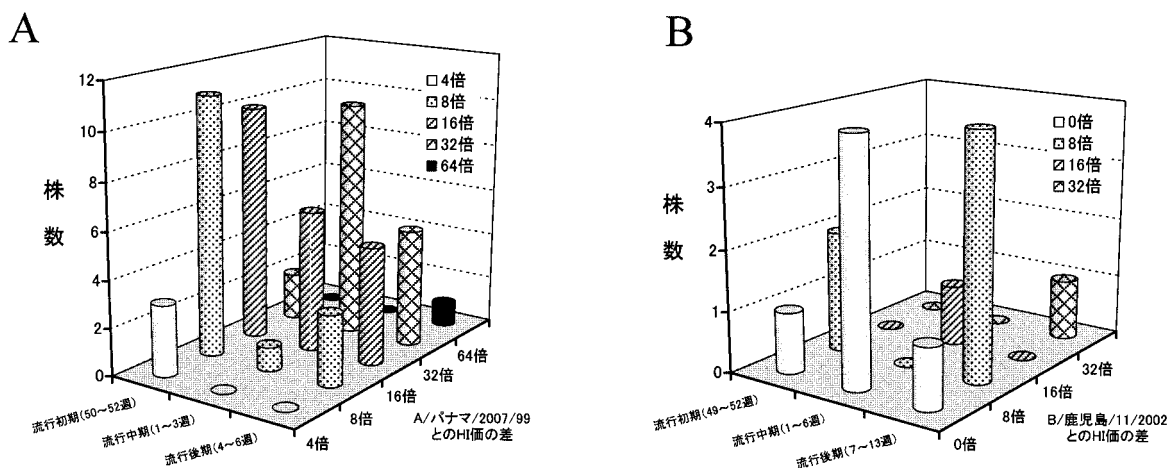 A
12
10
8
6
4
2
0
株
数
4倍
8倍
16倍
32倍
64倍
流行初期(50～52週)
流行中期(1～3週)
流行後期(4～6週)
4倍
8倍
16倍
32倍
64倍
A/パナマ/2007/99
とのHI価の差
B
4
3
2
1
0
株
数
0倍
8倍
16倍
32倍
流行初期(49～52週)
流行中期(1～6週)
流行後期(7～13週)
0倍
8倍
16倍
32倍
B/鹿児島/11/2002
とのHI価の差